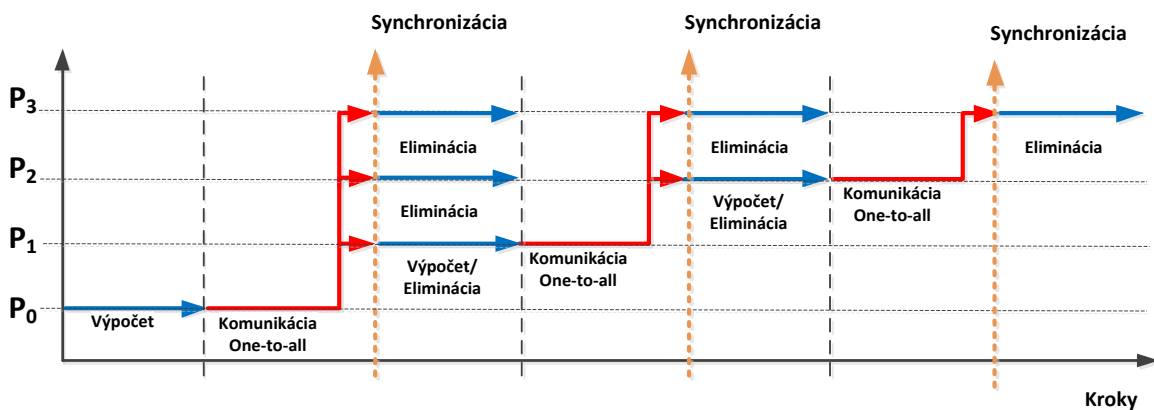 Synchronizácia
Synchronizácia
Synchronizácia
P3
Eliminácia
Eliminácia
Eliminácia
P2
Eliminácia
Výpočet/
Eliminácia
Komunikácia
One-to-all
P1
Výpočet/
Eliminácia
Komunikácia
One-to-all
P0
Výpočet
Komunikácia
One-to-all
Kroky